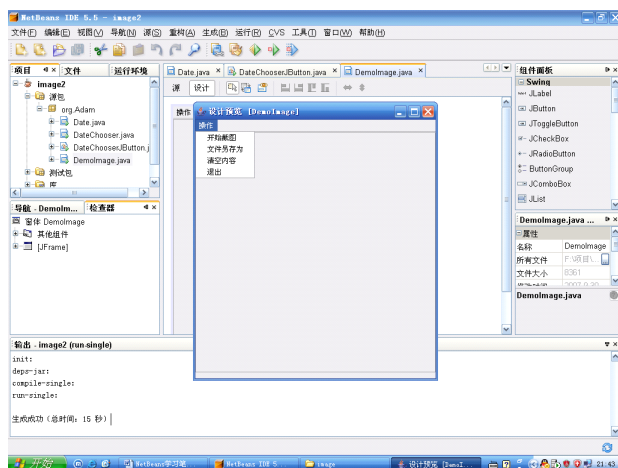 NetBeans IDE 5.5 - image2
文件(F) 编辑(E) 视图(V) 导航(N) 源(S) 重构(A) 生成(B) 运行(R) CVS 工具(T) 窗口(W) 帮助(H)
项目 文件 运行环境
image2
源包
org.Adam
Date.java
DateChooser.java
DateChooserJButton.j
DemoImage.java
测试包
库
导航 - DemoIm... 检查器
窗体 DemoImage
其他组件
[JFrame]
Date.java DateChooserJButton.java DemoImage.java
源 设计
操作
设计预览 [DemoImage]
操作
开始截图
文件另存为
清空内容
退出
组件面板
Swing
JLabel
JButton
JToggleButton
JCheckBox
JRadioButton
ButtonGroup
JComboBox
JList
DemoImage.java ...
属性
名称 DemoImage
所有文件 F:\项目\...
文件大小 8361
DemoImage.java
输出 - image2 (run-single)
init:
deps-jar:
compile-single:
run-single:
生成成功（总时间： 15 秒）
开始 NetBeans学习笔... NetBeans IDE 5... image 设计预览 [DemoI... 21:43